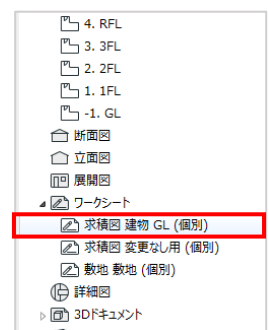 4. RFL
3. 3FL
2. 2FL
1. 1FL
-1. GL
断面図
立面図
展開図
ワークシート
求積図 建物 GL (個別)
求積図 変更なし用 (個別)
敷地 敷地 (個別)
詳細図
3Dドキュメント